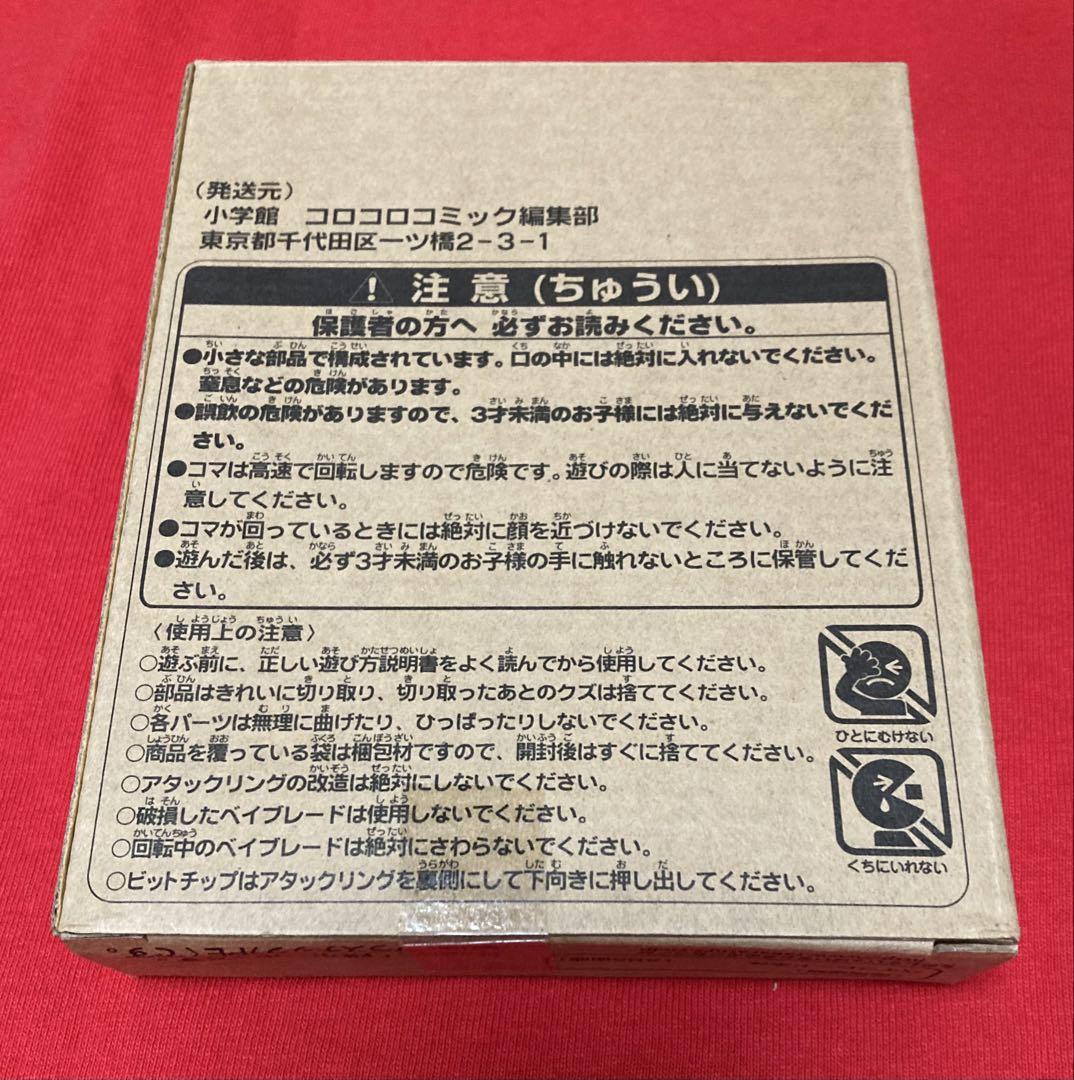 (発送元)
小学館 コロコロコミック編集部
東京都千代田区一ツ橋2-3-1
注意(ちゅうい)
保護者の方へ 必ずお読みください。
●小さな部品で構成されています。口の中には絶対に入れないでください。
窒息などの危険があります。
●誤飲の危険がありますので、3才未満のお子様には絶対に与えないでくだ
さい。
●コマは高速で回転しますので危険です。遊びの際は人に当てないように注
意してください。
●コマが回っているときには絶対に顔を近づけないでください。
●遊んだ後は、必ず3才未満のお子様の手に触れないところに保管してくだ
さい。
〈使用上の注意〉
○遊ぶ前に、正しい遊び方説明書をよく読んでから使用してください。
○部品はきれいに切り取り、切り取ったあとのクズは捨ててください。
○各パーツは無理に曲げたり、ひっぱったりしないでください。
○商品を覆っている袋は梱包材ですので、開封後はすぐに捨ててください。
○アタックリングの改造は絶対にしないでください。
○破損したベイブレードは使用しないでください。
○回転中のベイブレードは絶対にさわらないでください。
○ビットチップはアタックリングを裏側にして下向きに押し出してください。
ひとにむけない
くちにいれない